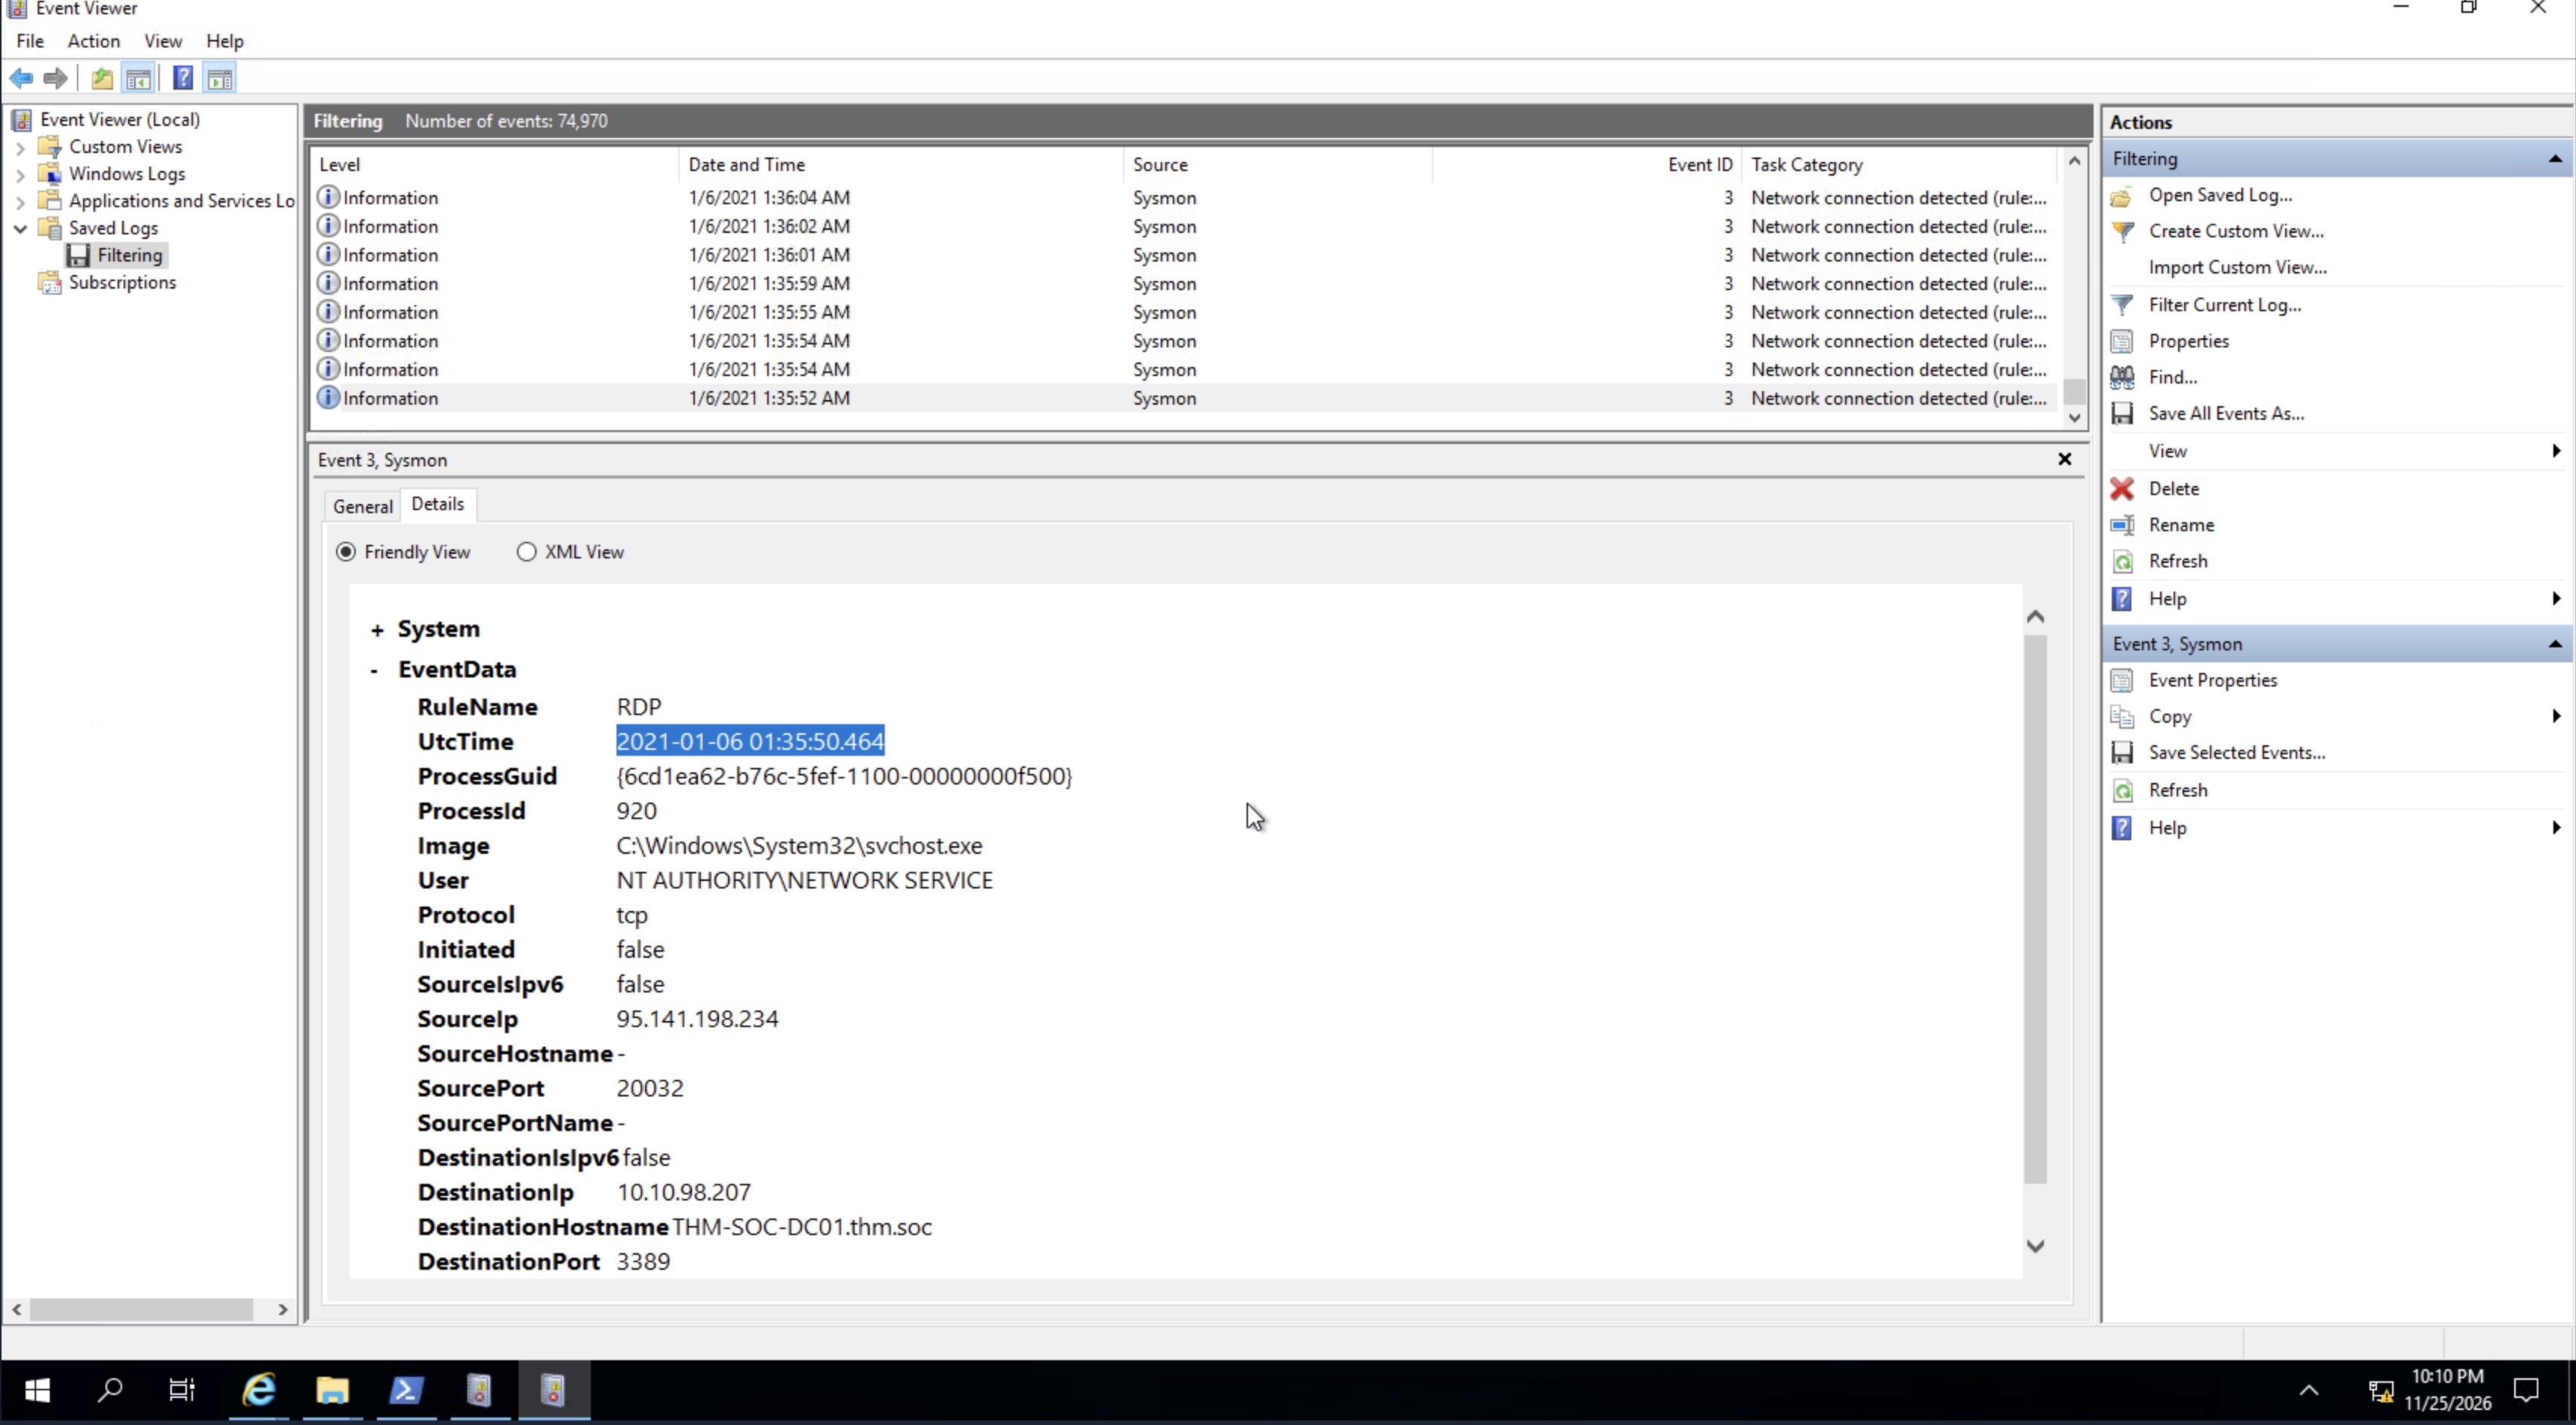 Event Viewer
File Action View Help
Event Viewer (Local)
Custom Views
Windows Logs
Applications and Services Lo
Saved Logs
Filtering
Subscriptions
Filtering Number of events: 74,970
Level Date and Time Source Event ID Task Category
Information 1/6/2021 1:36:04 AM Sysmon 3 Network connection detected (rule:...
Information 1/6/2021 1:36:02 AM Sysmon 3 Network connection detected (rule:...
Information 1/6/2021 1:36:01 AM Sysmon 3 Network connection detected (rule:...
Information 1/6/2021 1:35:59 AM Sysmon 3 Network connection detected (rule:...
Information 1/6/2021 1:35:55 AM Sysmon 3 Network connection detected (rule:...
Information 1/6/2021 1:35:54 AM Sysmon 3 Network connection detected (rule:...
Information 1/6/2021 1:35:54 AM Sysmon 3 Network connection detected (rule:...
Information 1/6/2021 1:35:52 AM Sysmon 3 Network connection detected (rule:...
Event 3, Sysmon
General Details
Friendly View XML View
+ System
- EventData
RuleName RDP
UtcTime 2021-01-06 01:35:50.464
ProcessGuid {6cd1ea62-b76c-5fef-1100-00000000f500}
ProcessId 920
Image C:\Windows\System32\svchost.exe
User NT AUTHORITY\NETWORK SERVICE
Protocol tcp
Initiated false
SourceIsIpv6 false
SourceIp 95.141.198.234
SourceHostname -
SourcePort 20032
SourcePortName -
DestinationIsIpv6 false
DestinationIp 10.10.98.207
DestinationHostname THM-SOC-DC01.thm.soc
DestinationPort 3389
Actions
Filtering
Open Saved Log...
Create Custom View...
Import Custom View...
Filter Current Log...
Properties
Find...
Save All Events As...
View
Delete
Rename
Refresh
Help
Event 3, Sysmon
Event Properties
Copy
Save Selected Events...
Refresh
Help
10:10 PM
11/25/2026